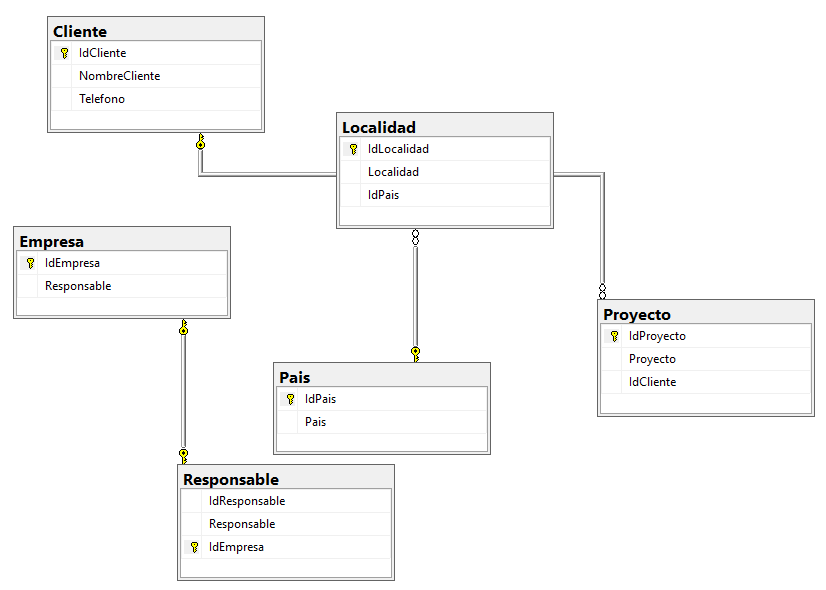 Cliente
IdCliente
NombreCliente
Telefono
Localidad
IdLocalidad
Localidad
IdPais
Empresa
IdEmpresa
Responsable
Proyecto
IdProyecto
Proyecto
IdCliente
Pais
IdPais
Pais
Responsable
IdResponsable
Responsable
IdEmpresa